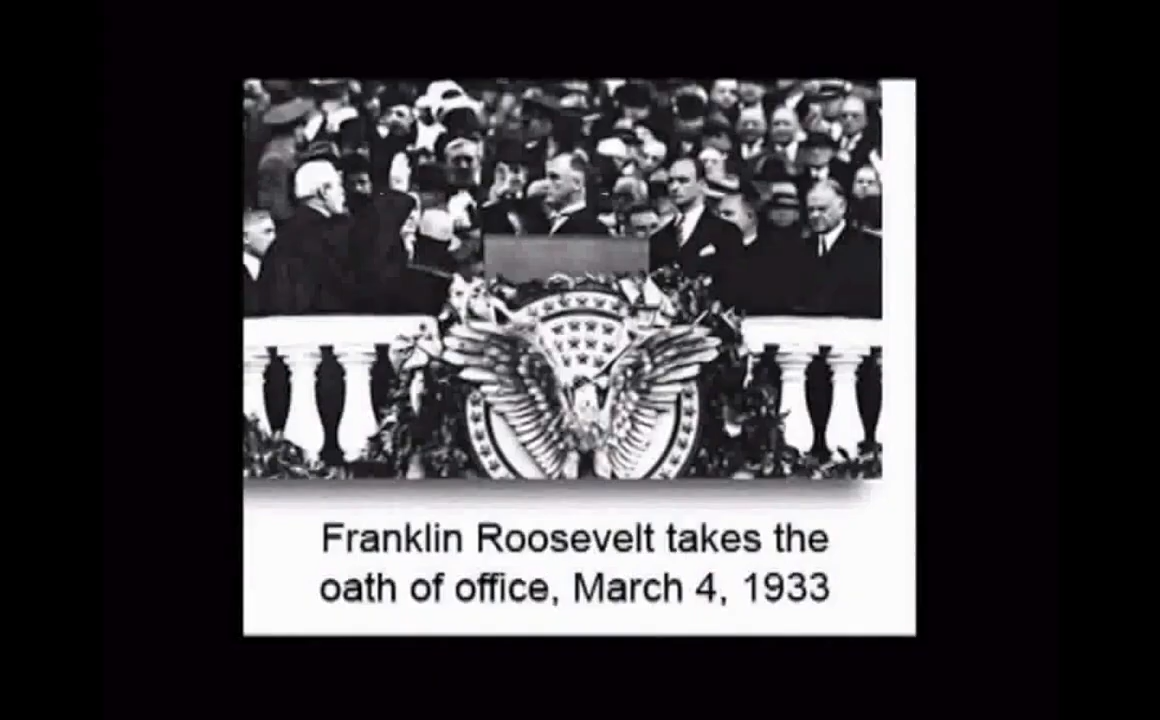 Franklin Roosevelt takes the
oath of office, March 4, 1933